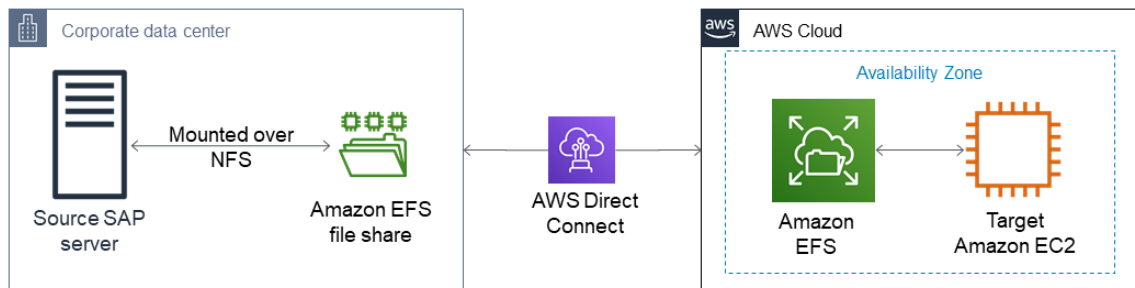 Corporate data center
Source SAP
server
Mounted over
NFS
Amazon EFS
file share
AWS Direct
Connect
aws
AWS Cloud
Availability Zone
Amazon
EFS
Target
Amazon EC2